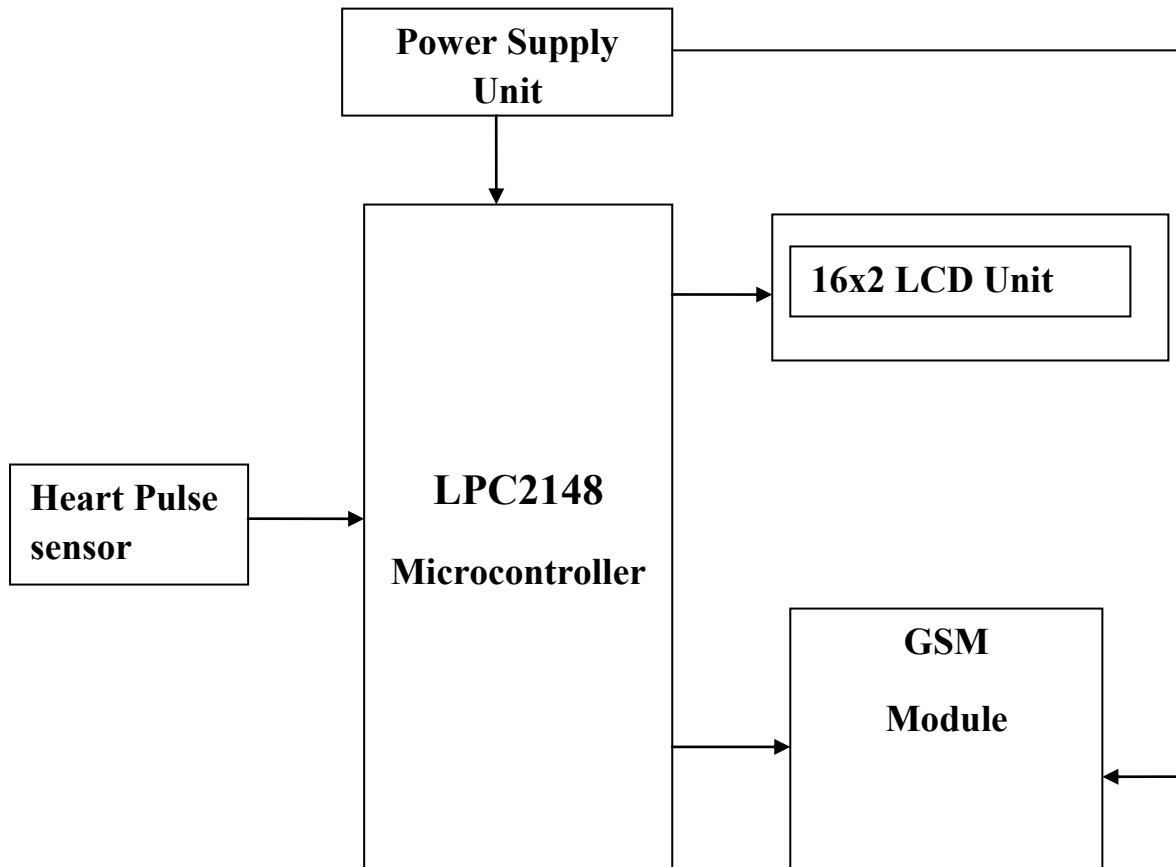 Power Supply
Unit
16x2 LCD Unit
Heart Pulse
sensor
LPC2148
Microcontroller
GSM
Module